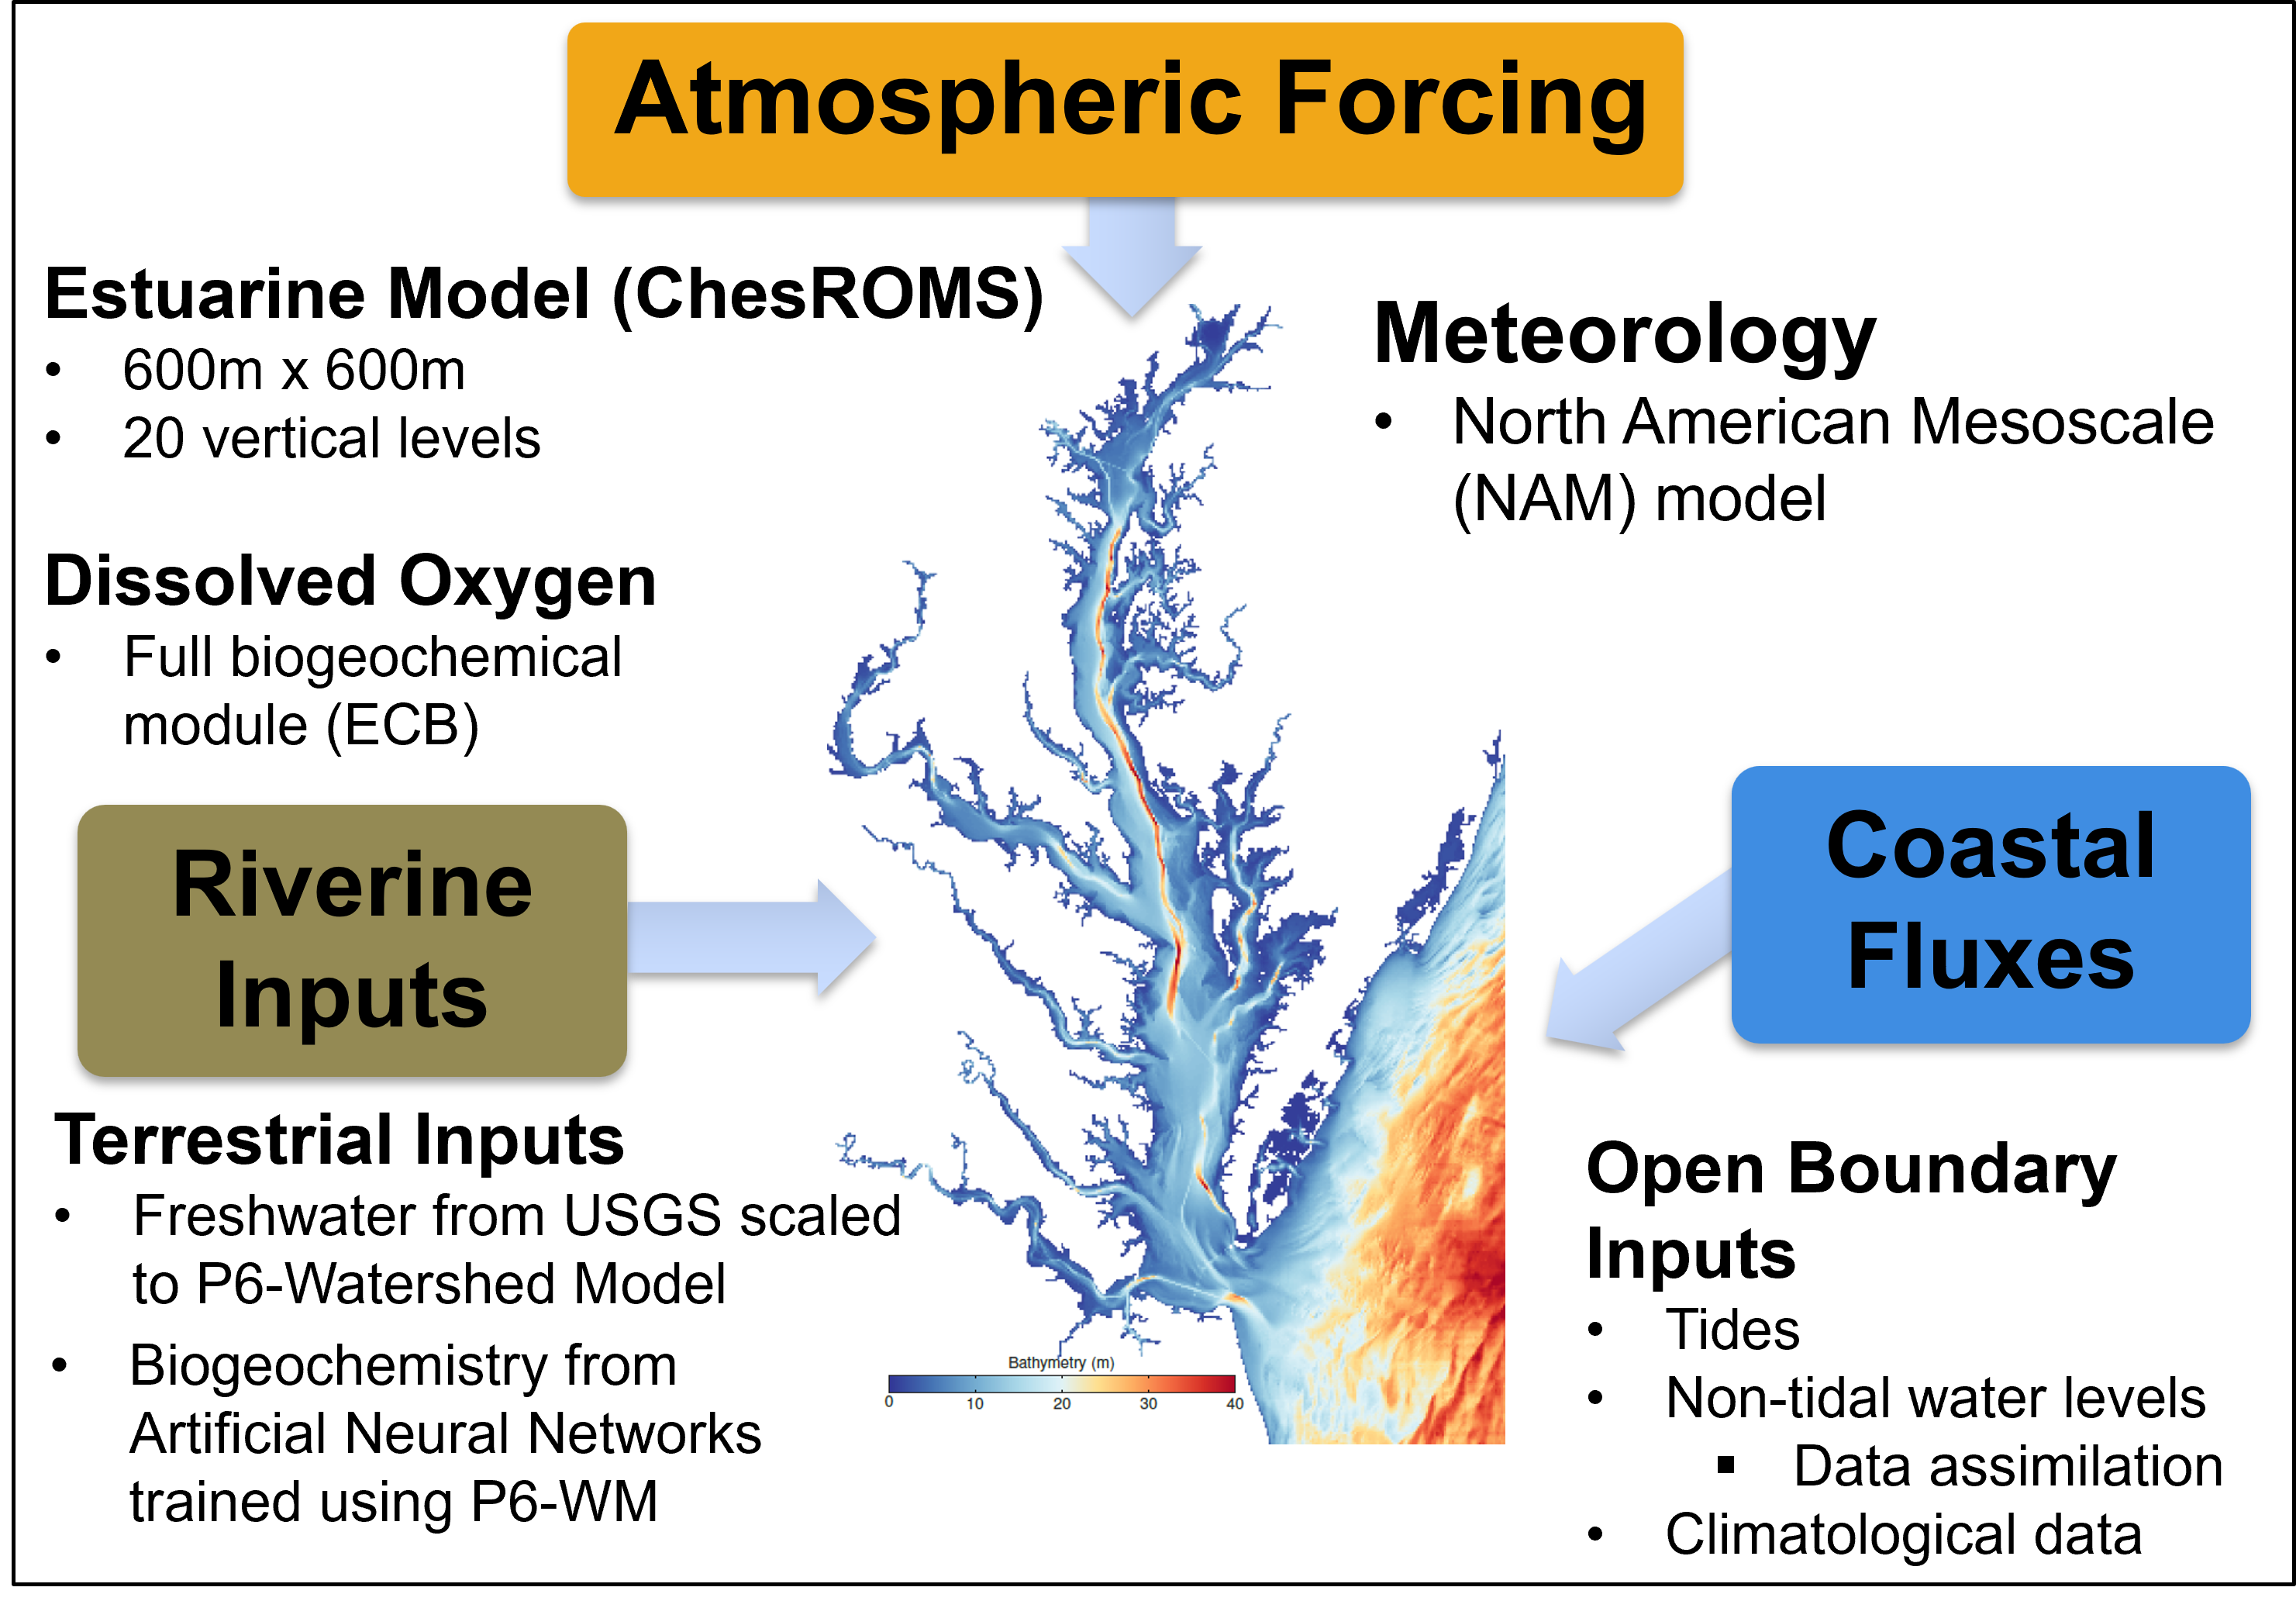 Atmospheric Forcing
Estuarine Model (ChesROMS)
• 600m x 600m
• 20 vertical levels
Dissolved Oxygen
• Full biogeochemical
module (ECB)
Meteorology
• North American Mesoscale
(NAM) model
Riverine
Inputs
Coastal
Fluxes
Terrestrial Inputs
• Freshwater from USGS scaled
to P6-Watershed Model
• Biogeochemistry from
Artificial Neural Networks
trained using P6-WM
Bathymetry (m)
0 10 20 30 40
Open Boundary
Inputs
• Tides
• Non-tidal water levels
▪ Data assimilation
• Climatological data